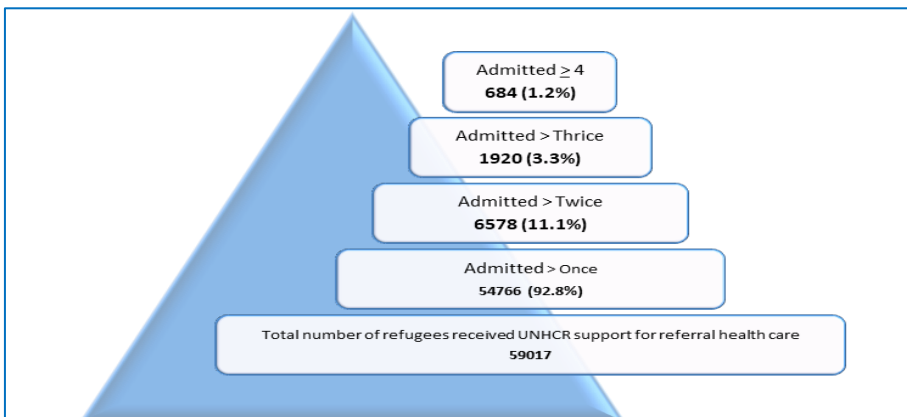 Admitted ≥ 4
684 (1.2%)
Admitted > Thrice
1920 (3.3%)
Admitted > Twice
6578 (11.1%)
Admitted > Once
54766 (92.8%)
Total number of refugees received UNHCR support for referral health care
59017